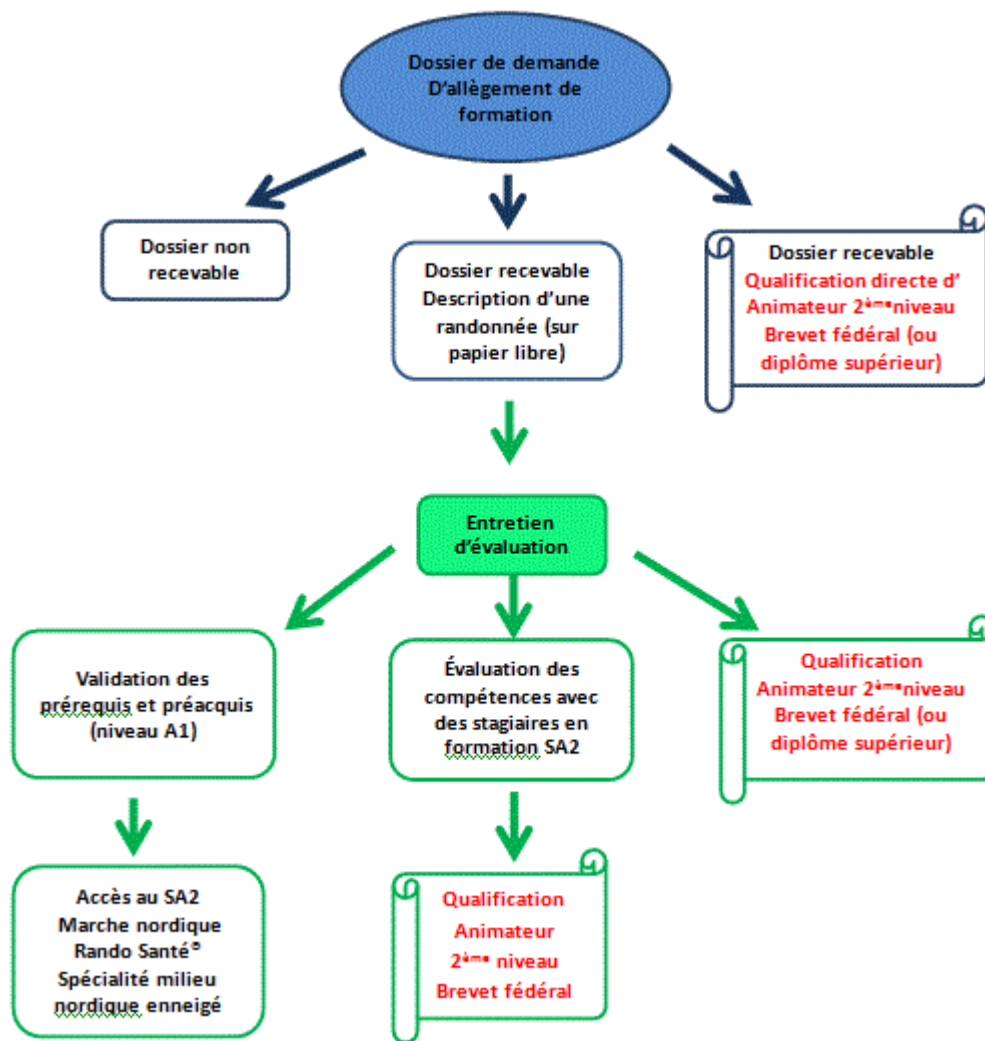 Dossier de demande
D'allègement de
formation
Dossier non
recevable
Dossier recevable
Description d'une
randonnée (sur
papier libre)
Dossier recevable
Qualification directe d'
Animateur 2ème niveau
Brevet fédéral (ou
diplôme supérieur)
Entretien
d'évaluation
Validation des
prérequis et préacquis
(niveau A1)
Évaluation des
compétences avec
des stagiaires en
formation SA2
Qualification
Animateur 2ème niveau
Brevet fédéral (ou
diplôme supérieur)
Accès au SA2
Marche nordique
Rando Santé®
Spécialité milieu
nordique enneigé
Qualification
Animateur
2ème niveau
Brevet fédéral